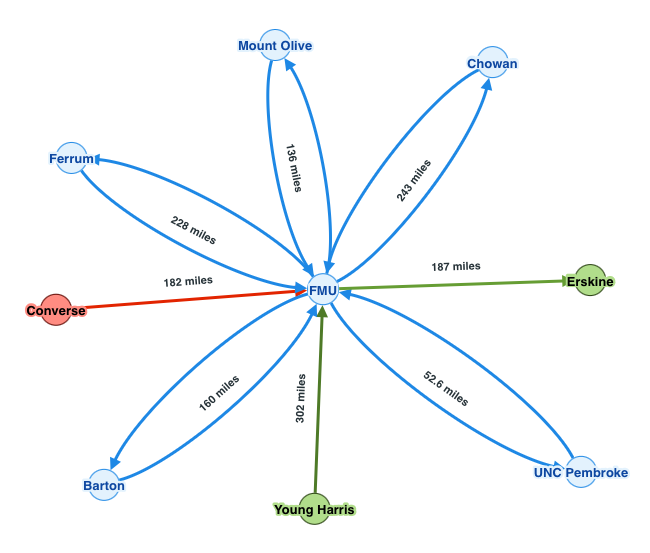 Mount Olive
Chowan
136 miles
243 miles
Ferrum
228 miles
182 miles
187 miles
FMU
Erskine
Converse
160 miles
302 miles
52.6 miles
UNC Pembroke
Barton
Young Harris